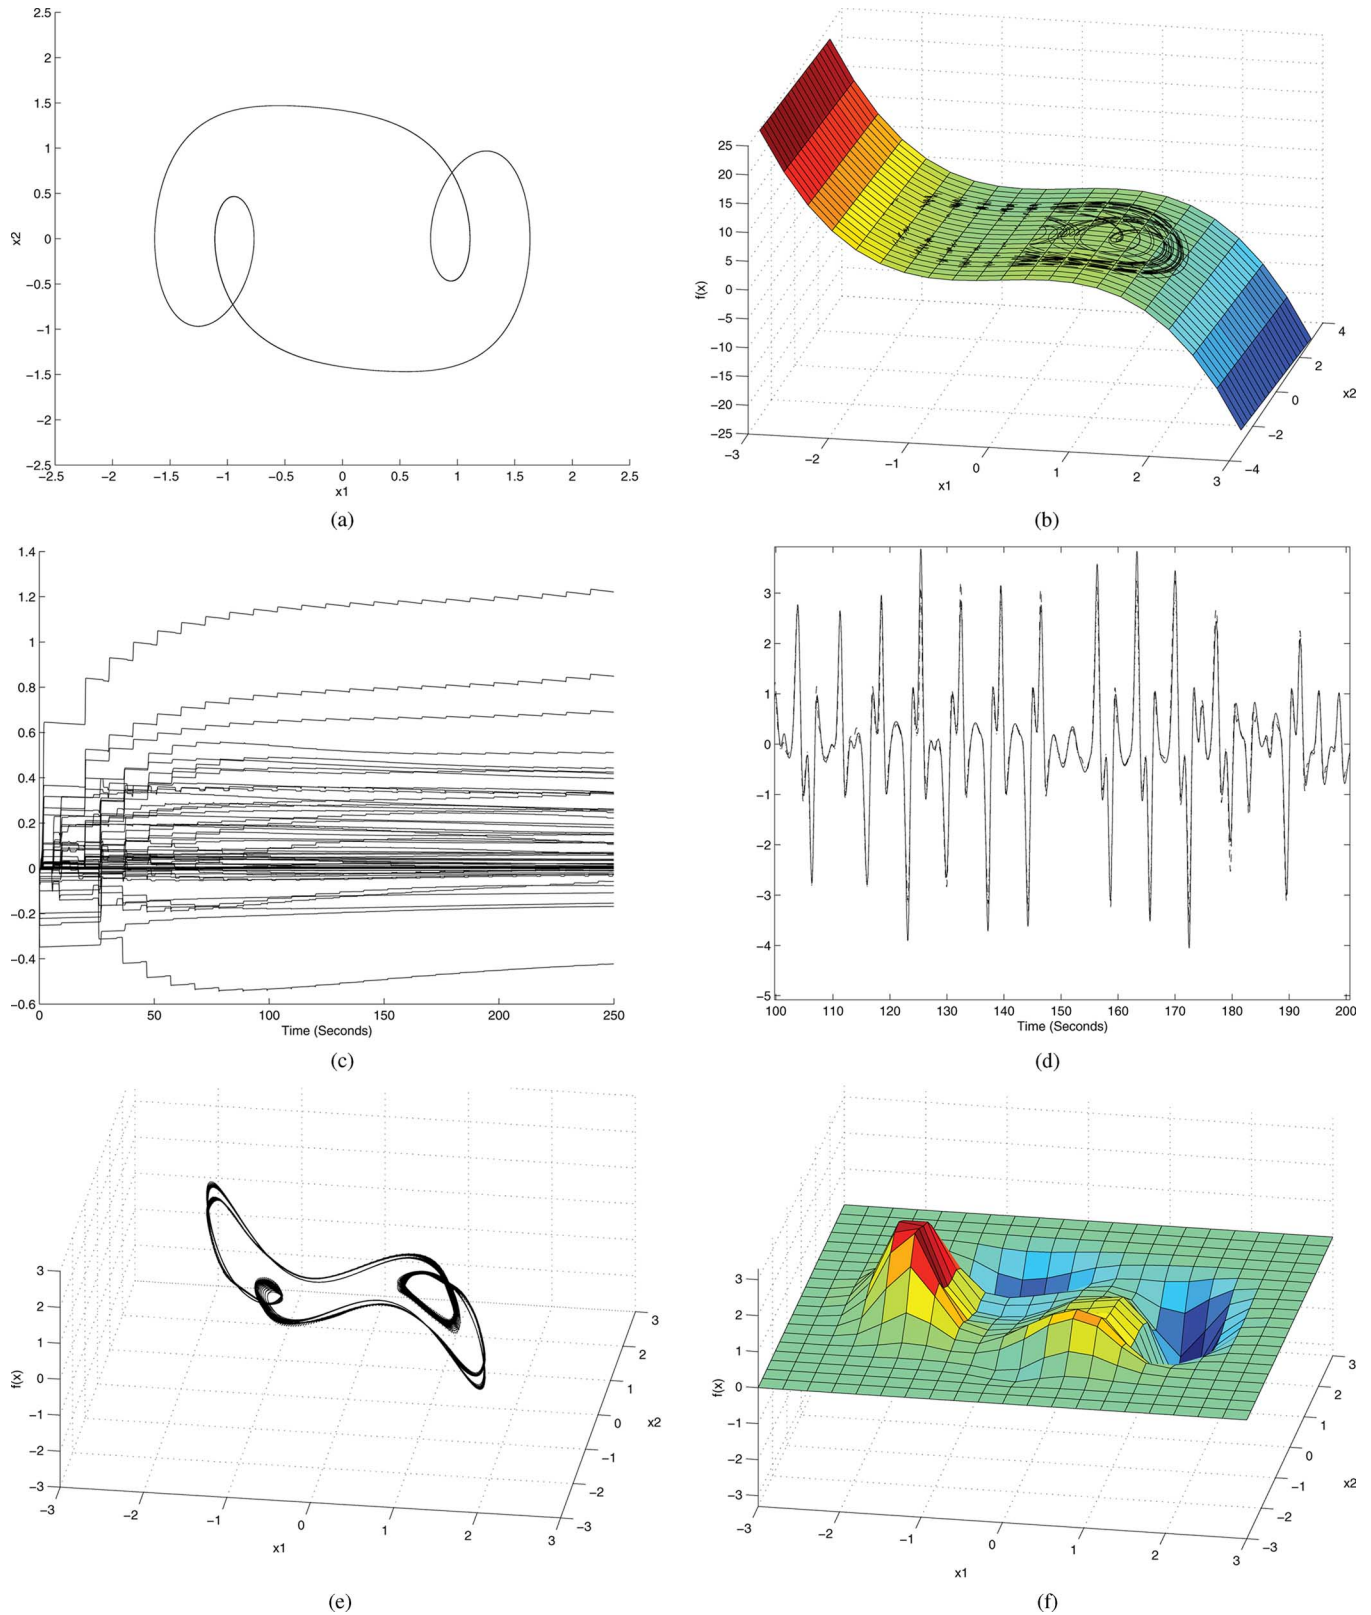 2.5
2
1.5
1
0.5
0
−0.5
−1
−1.5
−2
−2.5
x2
−2.5 −2 −1.5 −1 −0.5 0 0.5 1 1.5 2 2.5
x1
(a)
25
20
15
10
5
0
−5
−10
−15
−20
−25
f(x)
−3 −2 −1 0 1 2 3
x1
−4 −2 0 2 4
x2
(b)
1.4
1.2
1
0.8
0.6
0.4
0.2
0
−0.2
−0.4
−0.6
0 50 100 150 200 250
Time (Seconds)
(c)
3
2
1
0
−1
−2
−3
−4
−5
100 110 120 130 140 150 160 170 180 190 200
Time (Seconds)
(d)
3
2
1
0
−1
−2
−3
f(x)
−3 −2 −1 0 1 2 3
x1
−3 −2 −1 0 1 2 3
x2
(e)
3
2
1
0
−1
−2
−3
f(x)
−3 −2 −1 0 1 2 3
x1
−3 −2 −1 0 1 2 3
x2
(f)